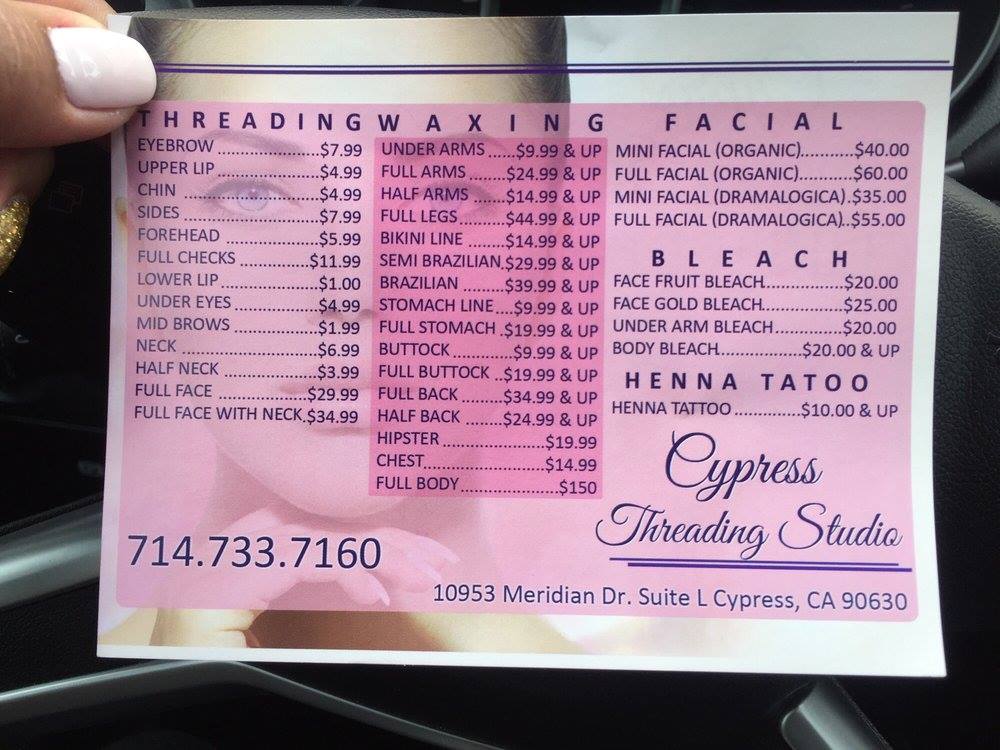 THREADING
EYEBROW ....................$7.99
UPPER LIP ....................$4.99
CHIN ............................$4.99
SIDES ...........................$7.99
FOREHEAD ..................$5.99
FULL CHECKS ...............$11.99
LOWER LIP ...................$1.00
UNDER EYES .................$4.99
MID BROWS .................$1.99
NECK ...........................$6.99
HALF NECK ...................$3.99
FULL FACE ....................$29.99
FULL FACE WITH NECK.$34.99
WAXING
UNDER ARMS ......$9.99 & UP
FULL ARMS .......$24.99 & UP
HALF ARMS .......$14.99 & UP
FULL LEGS.........$44.99 & UP
BIKINI LINE .......$14.99 & UP
SEMI BRAZILIAN.$29.99 & UP
BRAZILIAN ........$39.99 & UP
STOMACH LINE...$9.99 & UP
FULL STOMACH .$19.99 & UP
BUTTOCK ............$9.99 & UP
FULL BUTTOCK ..$19.99 & UP
FULL BACK ........$34.99 & UP
HALF BACK ........$24.99 & UP
HIPSTER ....................$19.99
CHEST.......................$14.99
FULL BODY ...................$150
FACIAL
MINI FACIAL (ORGANIC)...........$40.00
FULL FACIAL (ORGANIC)............$60.00
MINI FACIAL (DRAMALOGICA).$35.00
FULL FACIAL (DRAMALOGICA)..$55.00
BLEACH
FACE FRUIT BLEACH................$20.00
FACE GOLD BLEACH................$25.00
UNDER ARM BLEACH..............$20.00
BODY BLEACH................$20.00 & UP
HENNA TATOO
HENNA TATTOO .............$10.00 & UP
Cypress
Threading Studio
714.733.7160
10953 Meridian Dr. Suite L Cypress, CA 90630